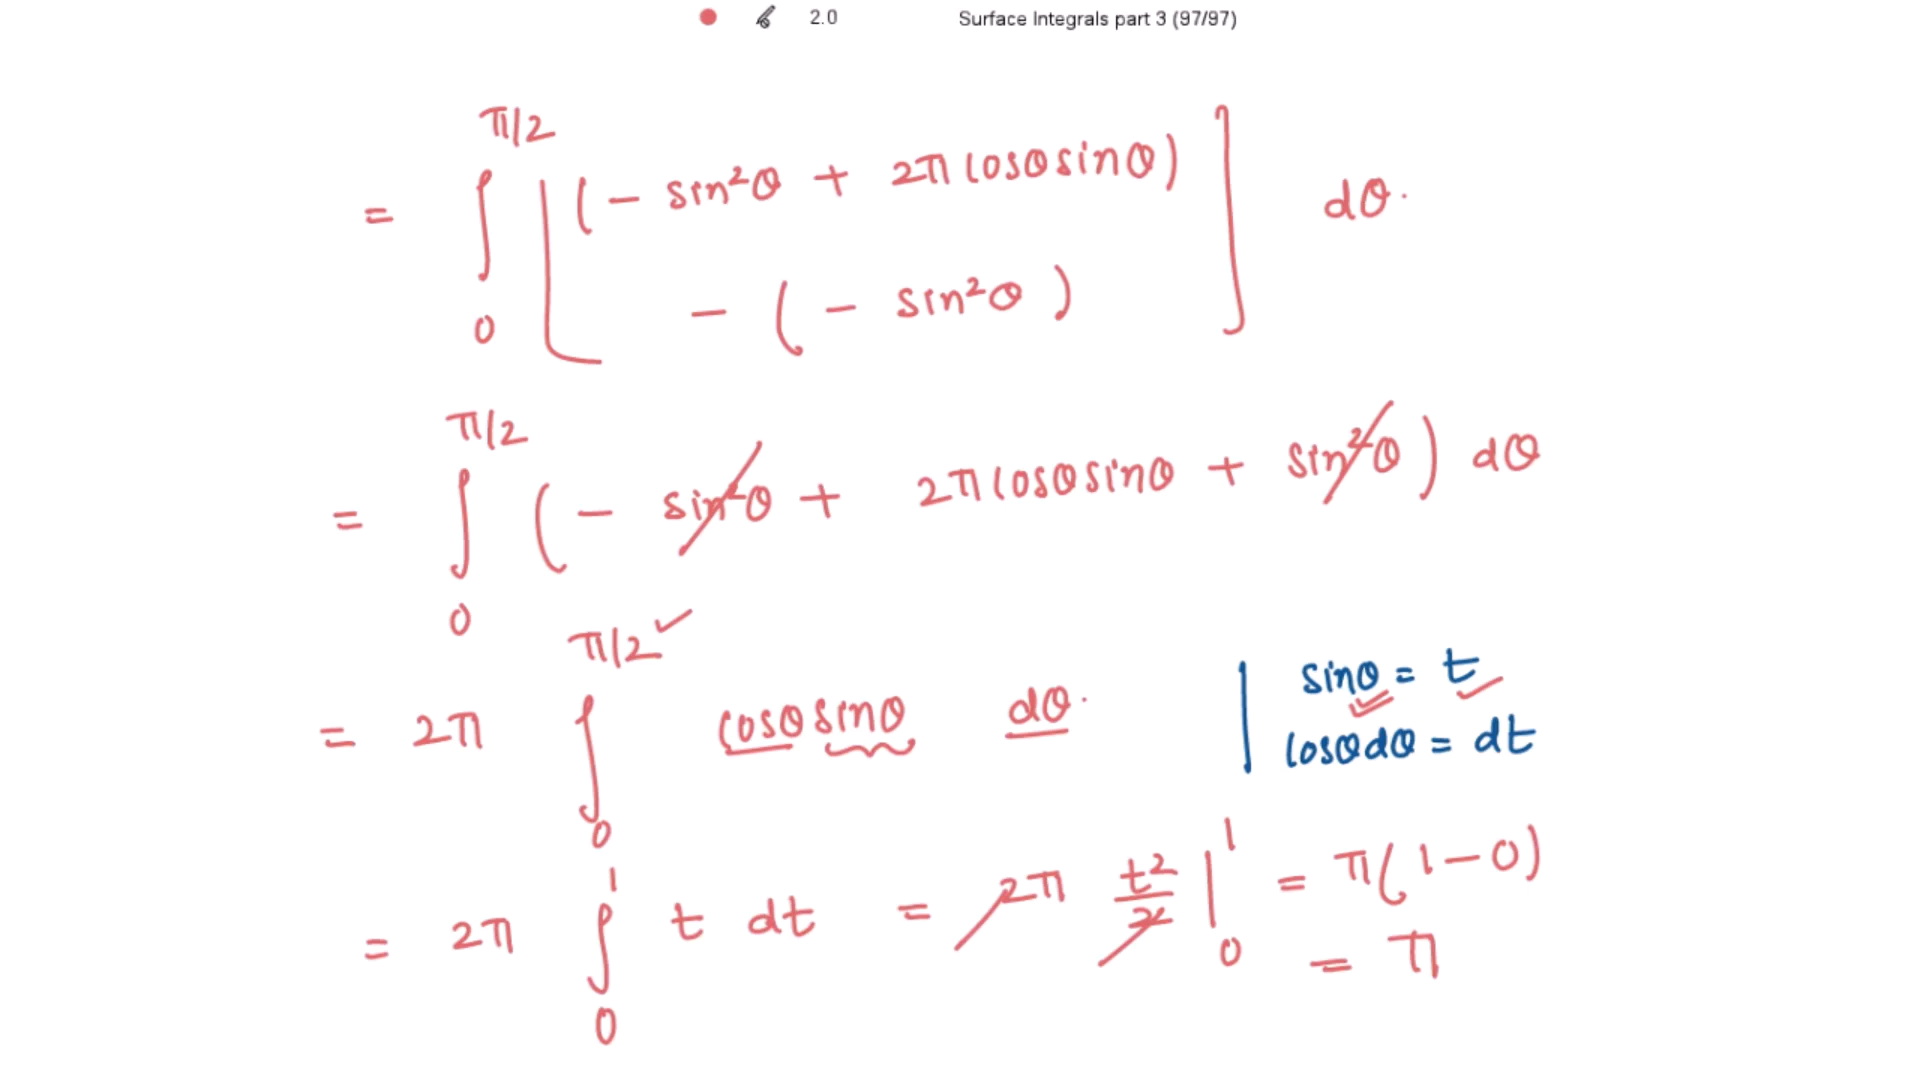 2.0 Surface Integrals part 3 (97/97)
= ∫₀^{π/2} [(- sin²θ + 2π cosθ sinθ)
- (- sin²θ)] dθ.
= ∫₀^{π/2} (- sin²θ + 2π cosθ sinθ + sin²θ) dθ
= 2π ∫₀^{π/2} cosθ sinθ dθ.
sinθ = t
cosθ dθ = dt
= 2π ∫₀^1 t dt = 2π t²/2 |₀^1 = π(1-0)
= π